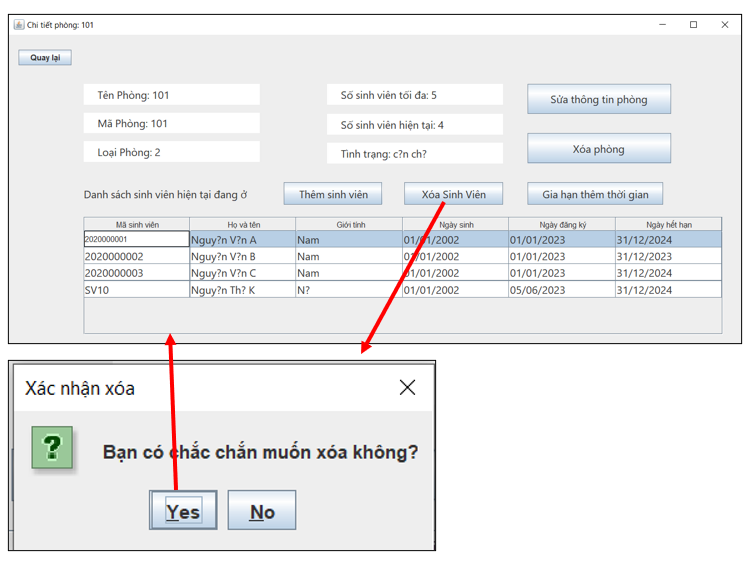 Chi tiết phòng: 101
Quay lại
Tên Phòng: 101
Số sinh viên tối đa: 5
Sửa thông tin phòng
Mã Phòng: 101
Số sinh viên hiện tại: 4
Xóa phòng
Loại Phòng: 2
Tình trạng: c?n ch?
Danh sách sinh viên hiện tại đang ở
Thêm sinh viên
Xóa Sinh Viên
Gia hạn thêm thời gian
Mã sinh viên Họ và tên Giới tính Ngày sinh Ngày đăng ký Ngày hết hạn
2020000001 Nguy?n V?n A Nam 01/01/2002 01/01/2023 31/12/2024
2020000002 Nguy?n V?n B Nam 01/01/2002 01/01/2023 31/12/2023
2020000003 Nguy?n V?n C Nam 01/01/2002 01/01/2023 31/12/2024
SV10 Nguy?n Th? K N? 01/01/2002 05/06/2023 31/12/2024
Xác nhận xóa
?
Bạn có chắc chắn muốn xóa không?
Yes
No